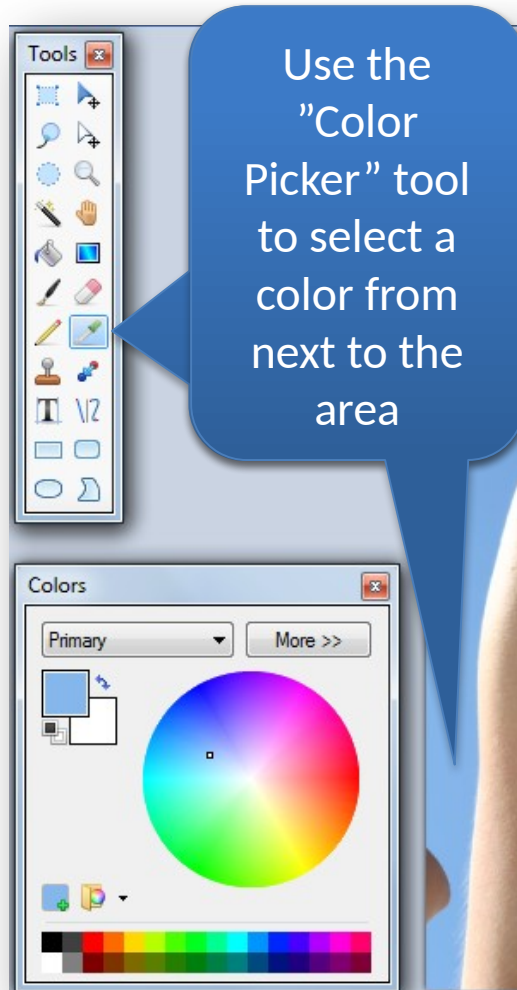 Tools
Use the
”Color
Picker” tool
to select a
color from
next to the
area
Colors
Primary
More >>